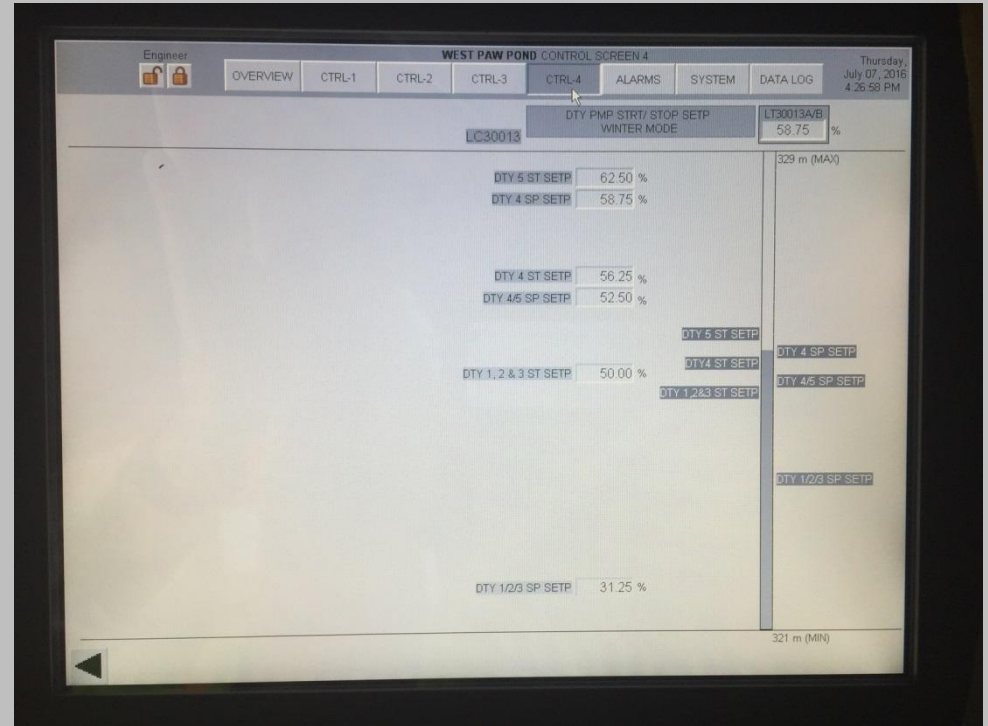 Engineer
WEST PAW POND CONTROL SCREEN 4
Thursday,
July 07, 2016
4:26:58 PM
OVERVIEW CTRL-1 CTRL-2 CTRL-3 CTRL-4 ALARMS SYSTEM DATA LOG
LC30013
DTY PMP STRT/ STOP SETP
WINTER MODE
LT30013A/B
58.75 %
329 m (MAX)
DTY 5 ST SETP 62.50 %
DTY 4 SP SETP 58.75 %
DTY 4 ST SETP 56.25 %
DTY 4/5 SP SETP 52.50 %
DTY 5 ST SETP
DTY 4 SP SETP
DTY4 ST SETP
DTY 1, 2 & 3 ST SETP 50.00 %
DTY 4/5 SP SETP
DTY 1,2&3 ST SETP
DTY 1/2/3 SP SETP
DTY 1/2/3 SP SETP 31.25 %
321 m (MIN)